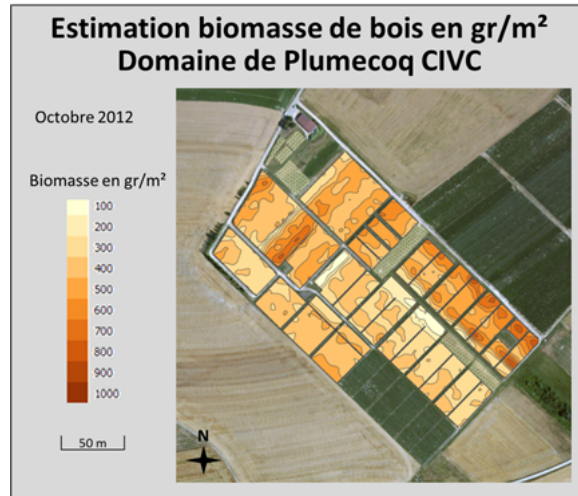 Estimation biomasse de bois en gr/m²
Domaine de Plumecoq CIVC
Octobre 2012
Biomasse en gr/m²
100
200
300
400
500
600
700
800
900
1000
50 m
N